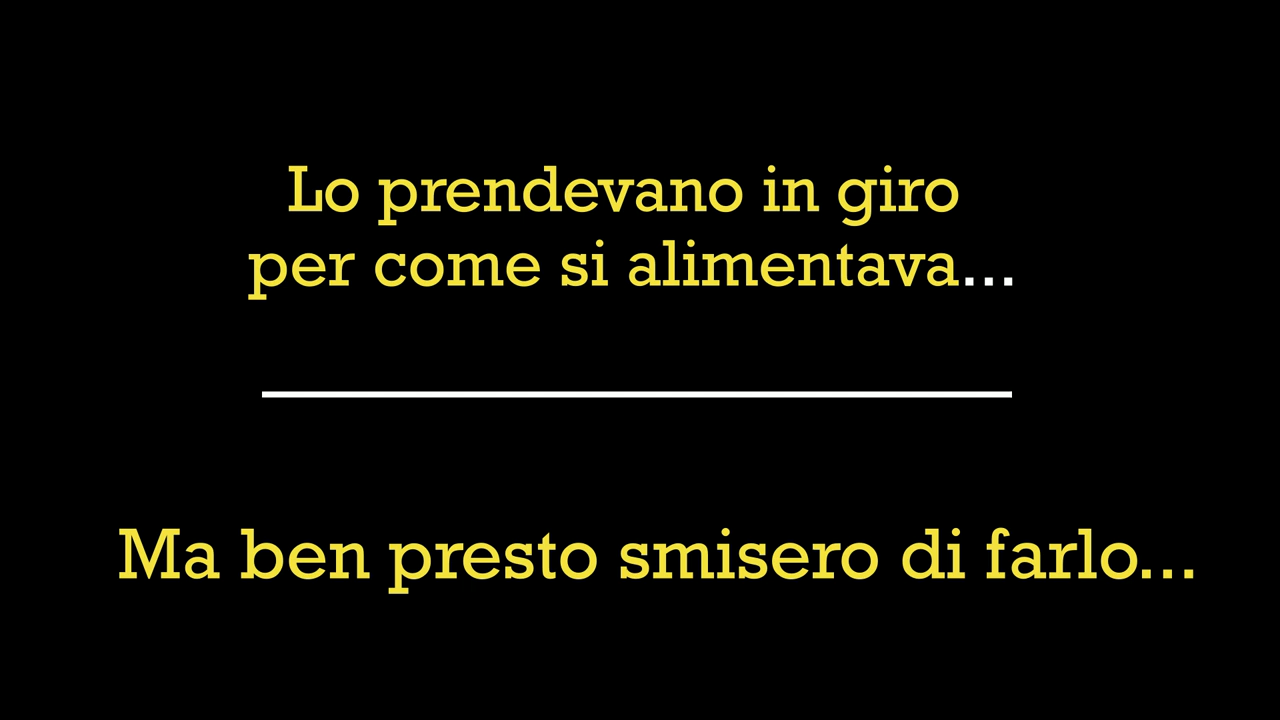 Lo prendevano in giro
per come si alimentava...
Ma ben presto smisero di farlo...